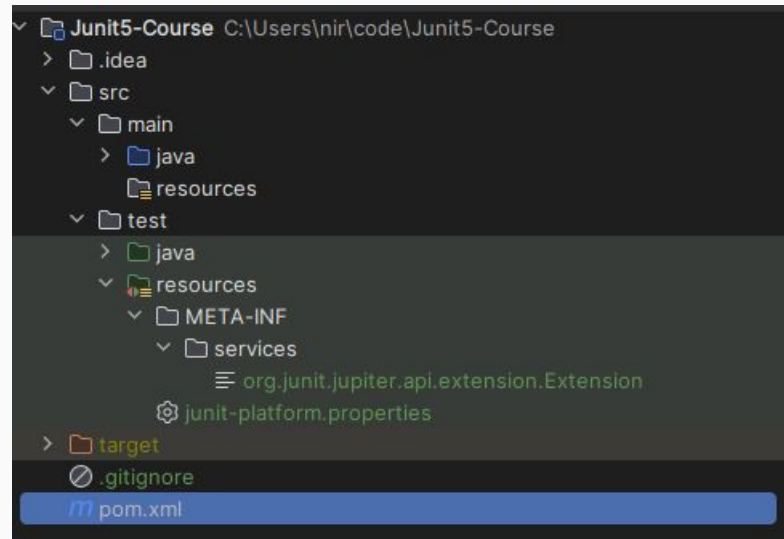 Junit5-Course C:\Users\nir\code\Junit5-Course
.idea
src
main
java
resources
test
java
resources
META-INF
services
org.junit.jupiter.api.extension.Extension
junit-platform.properties
target
.gitignore
m pom.xml